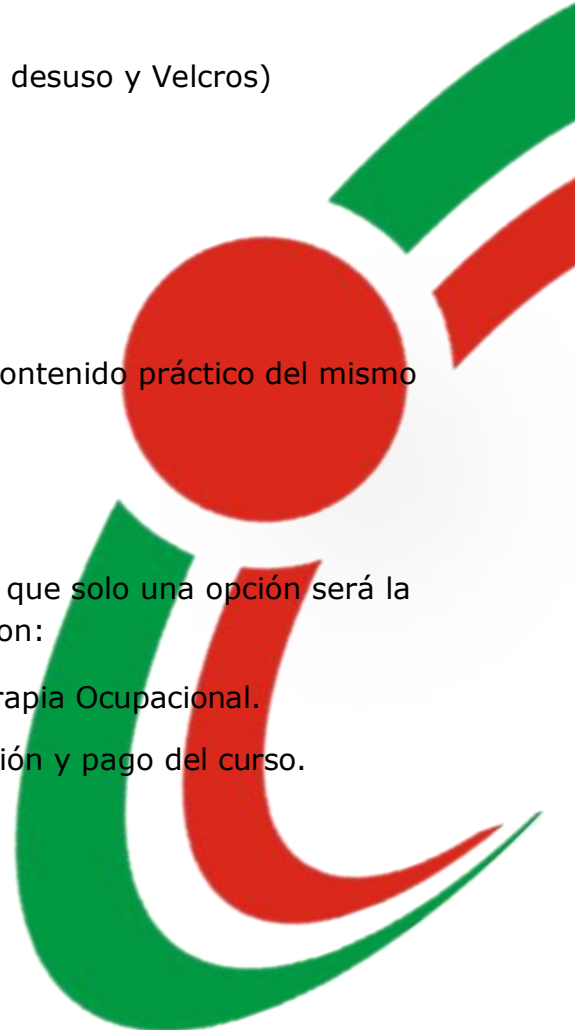 desuso y Velcros)
ontenido práctico del mismo
que solo una opción será la
on:
rapia Ocupacional.
ión y pago del curso.